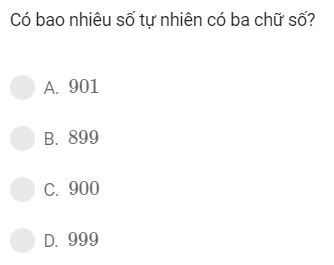 Có bao nhiêu số tự nhiên có ba chữ số?
A. 901
B. 899
C. 900
D. 999